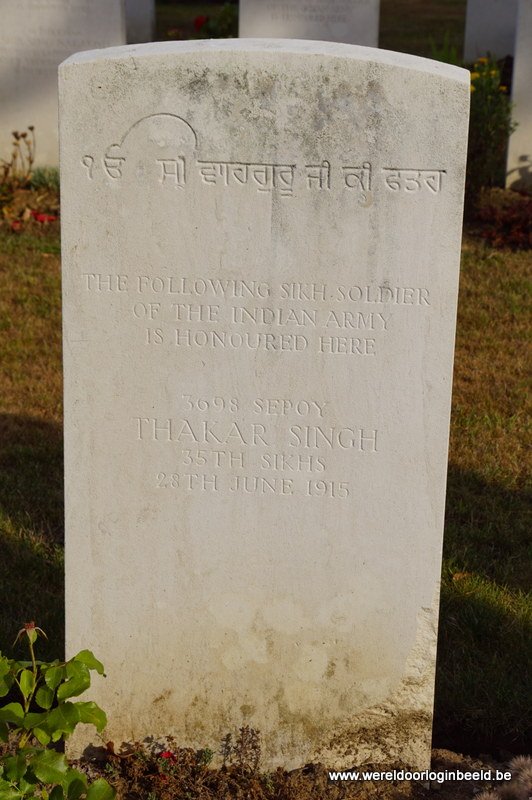 ੴ ਸ੍ਰੀ ਵਾਹਗੁਰੂ ਜੀ ਕੀ ਫਤਹ
THE FOLLOWING SIKH SOLDIER
OF THE INDIAN ARMY
IS HONOURED HERE
3698 SEPOY
THAKAR SINGH
35TH SIKHS
28TH JUNE 1915
www.wereldoorloginbeeld.be